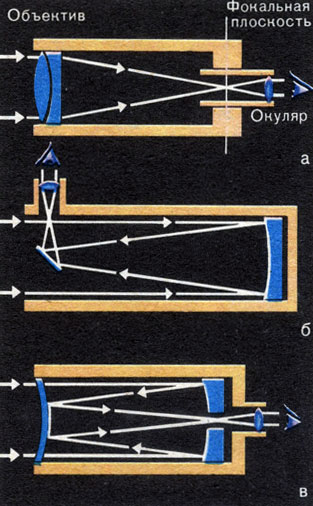 Объектив
Фокальная
плоскость
Окуляр
а
б
в